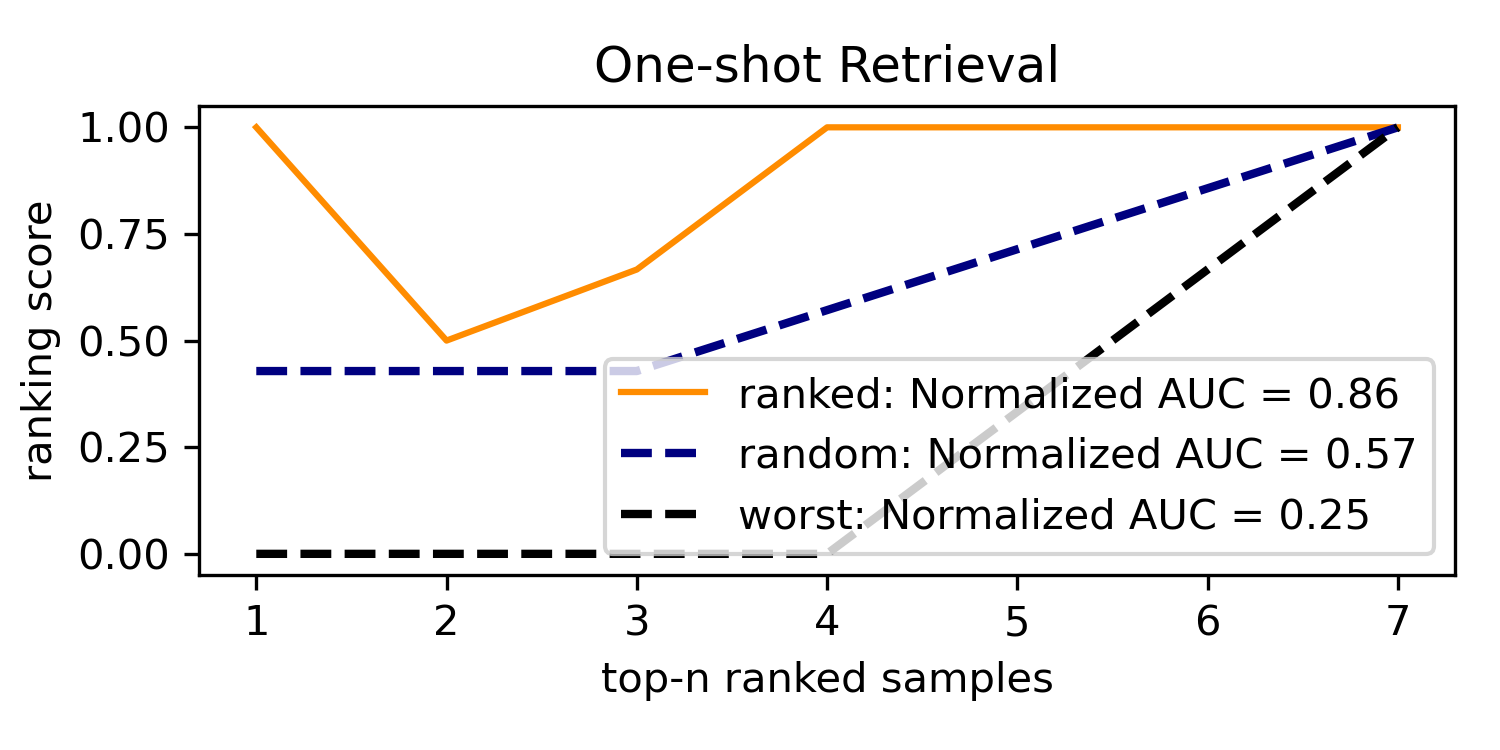 One-shot Retrieval
ranking score
1.00
0.75
0.50
0.25
0.00
ranked: Normalized AUC = 0.86
random: Normalized AUC = 0.57
worst: Normalized AUC = 0.25
1 2 3 4 5 6 7
top-n ranked samples